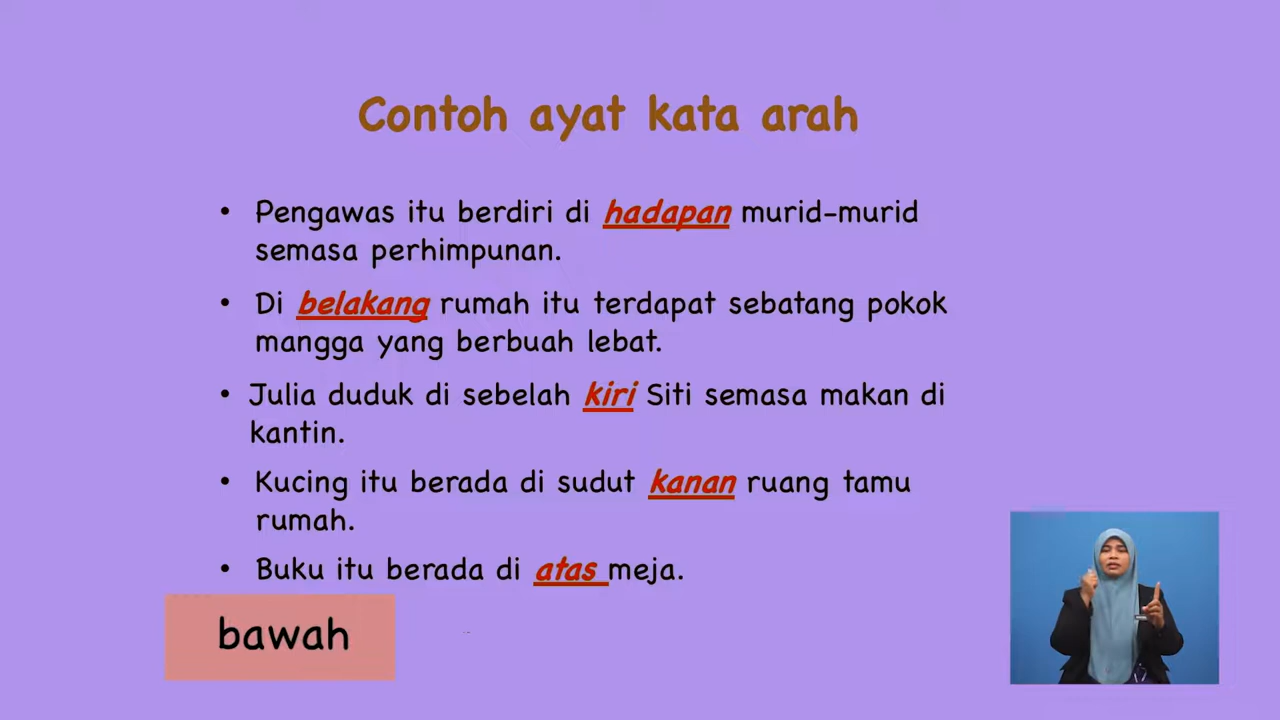 Contoh ayat kata arah
• Pengawas itu berdiri di hadapan murid-murid
semasa perhimpunan.
• Di belakang rumah itu terdapat sebatang pokok
mangga yang berbuah lebat.
• Julia duduk di sebelah kiri Siti semasa makan di
kantin.
• Kucing itu berada di sudut kanan ruang tamu
rumah.
• Buku itu berada di atas meja.
bawah